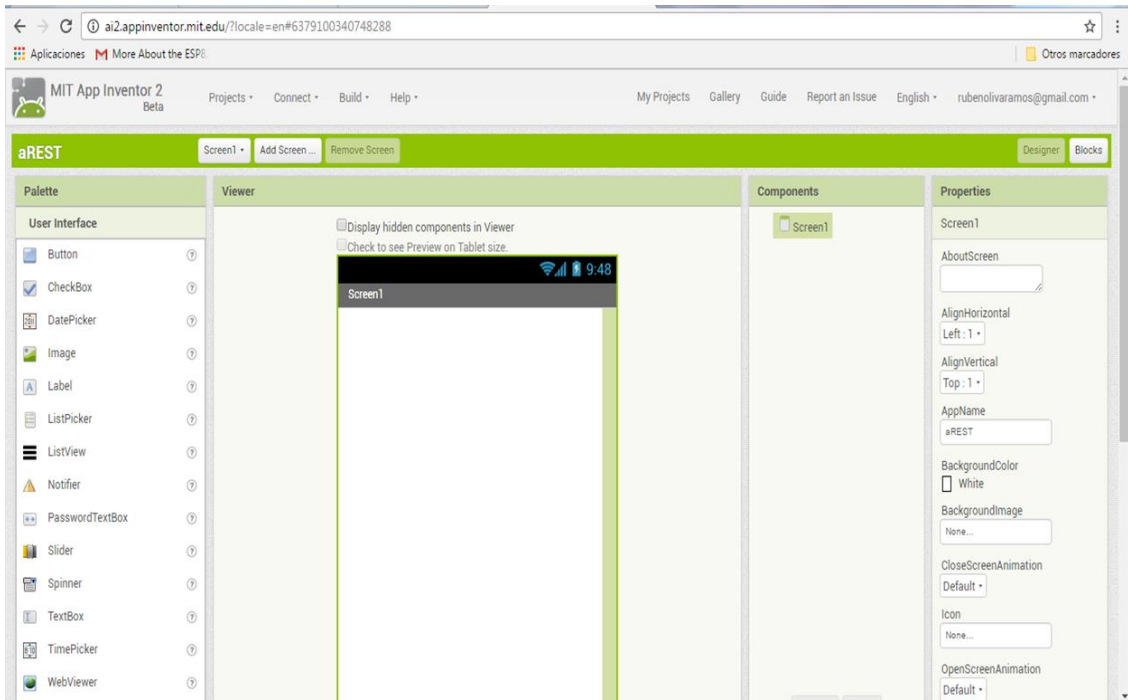 ai2.appinventor.mit.edu/?locale=en#6379100340748288
Aplicaciones More About the ESP8
Otros marcadores
MIT App Inventor 2
Beta
Projects Connect Build Help My Projects Gallery Guide Report an Issue English rubenolivaramos@gmail.com
aREST Screen1 Add Screen ... Remove Screen Designer Blocks
Palette
User Interface
Button
CheckBox
DatePicker
Image
Label
ListPicker
ListView
Notifier
PasswordTextBox
Slider
Spinner
TextBox
TimePicker
WebViewer
Viewer
Display hidden components in Viewer
Check to see Preview on Tablet size.
9:48
Screen1
Components
Screen1
Properties
Screen1
AboutScreen
AlignHorizontal
Left : 1
AlignVertical
Top : 1
AppName
aREST
BackgroundColor
White
BackgroundImage
None...
CloseScreenAnimation
Default
Icon
None...
OpenScreenAnimation
Default